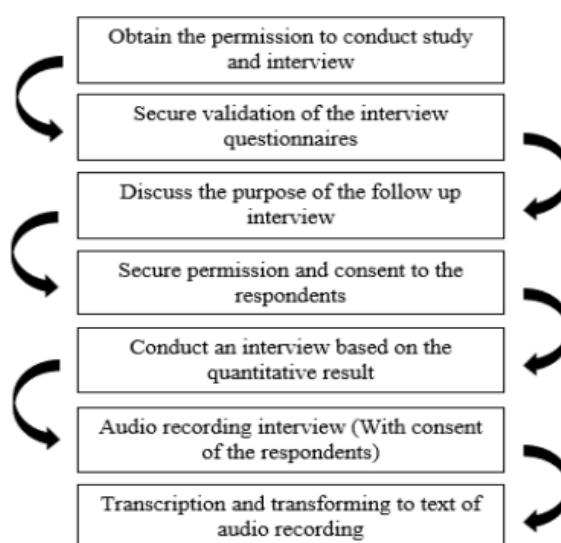 Obtain the permission to conduct study
and interview
Secure validation of the interview
questionnaires
Discuss the purpose of the follow up
interview
Secure permission and consent to the
respondents
Conduct an interview based on the
quantitative result
Audio recording interview (With consent
of the respondents)
Transcription and transforming to text of
audio recording